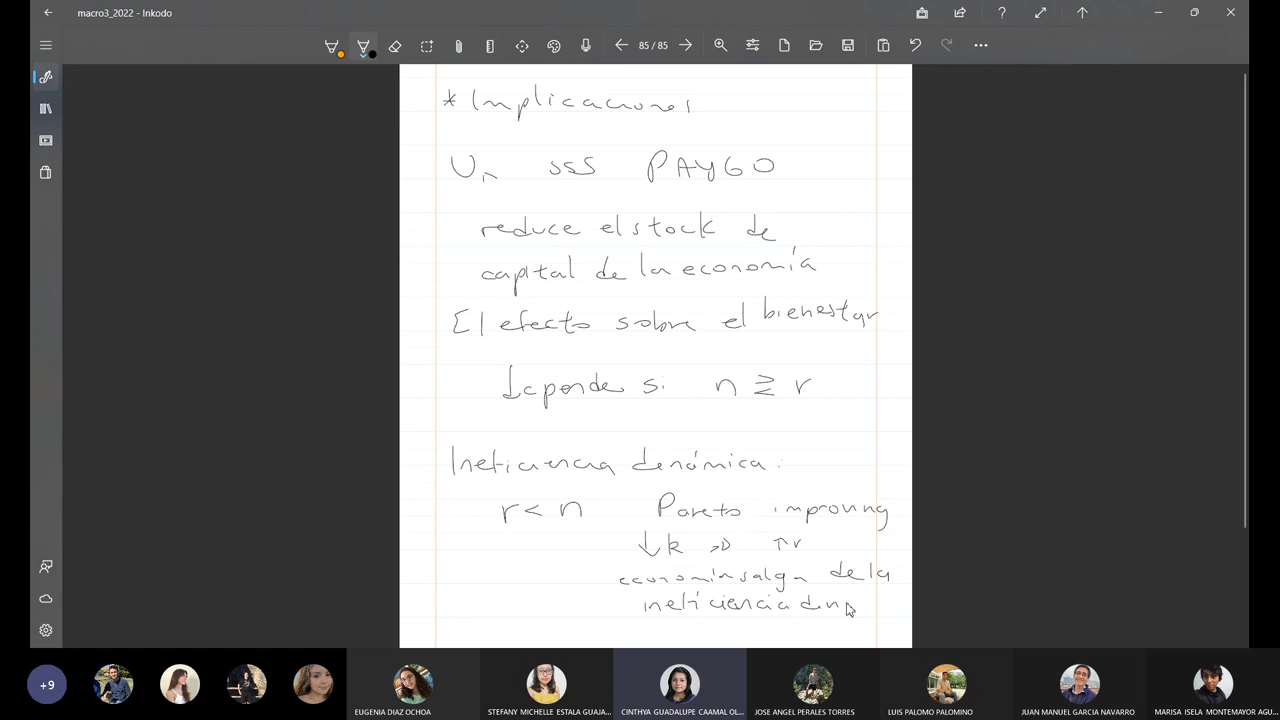 macro3_2022 - Inkodo
85 / 85
* Implicaciones
Un SSS PAYGO
reduce el stock de
capital de la economía
El efecto sobre el bienestar
depende si n ≷ r
Ineficiencia dinámica:
r < n Pareto improving
↓k => ↑r
economía salga de la
ineficiencia din
+9
EUGENIA DIAZ OCHOA
STEFANY MICHELLE ESTALA GUAJA...
CINTHYA GUADALUPE CAAMAL OL...
JOSE ANGEL PERALES TORRES
LUIS PALOMO PALOMINO
JUAN MANUEL GARCIA NAVARRO
MARISA ISELA MONTEMAYOR AGU...